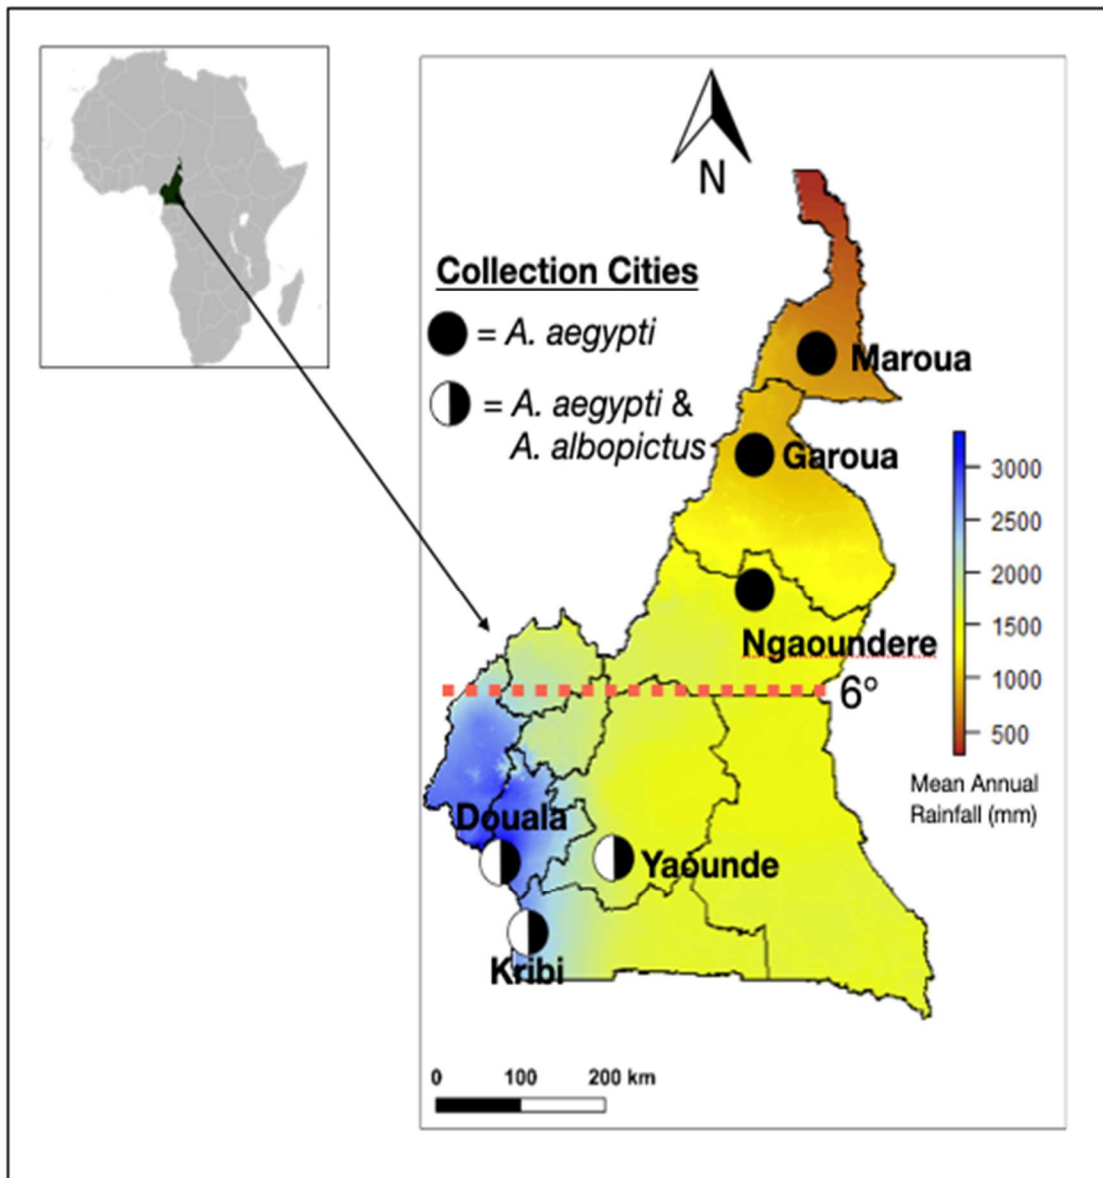 N
Collection Cities
= A. aegypti
= A. aegypti &
A. albopictus
Maroua
Garoua
Ngaoundere
6º
3000
2500
2000
1500
1000
500
Mean Annual
Rainfall (mm)
Douala
Yaounde
Kribi
0 100 200 km